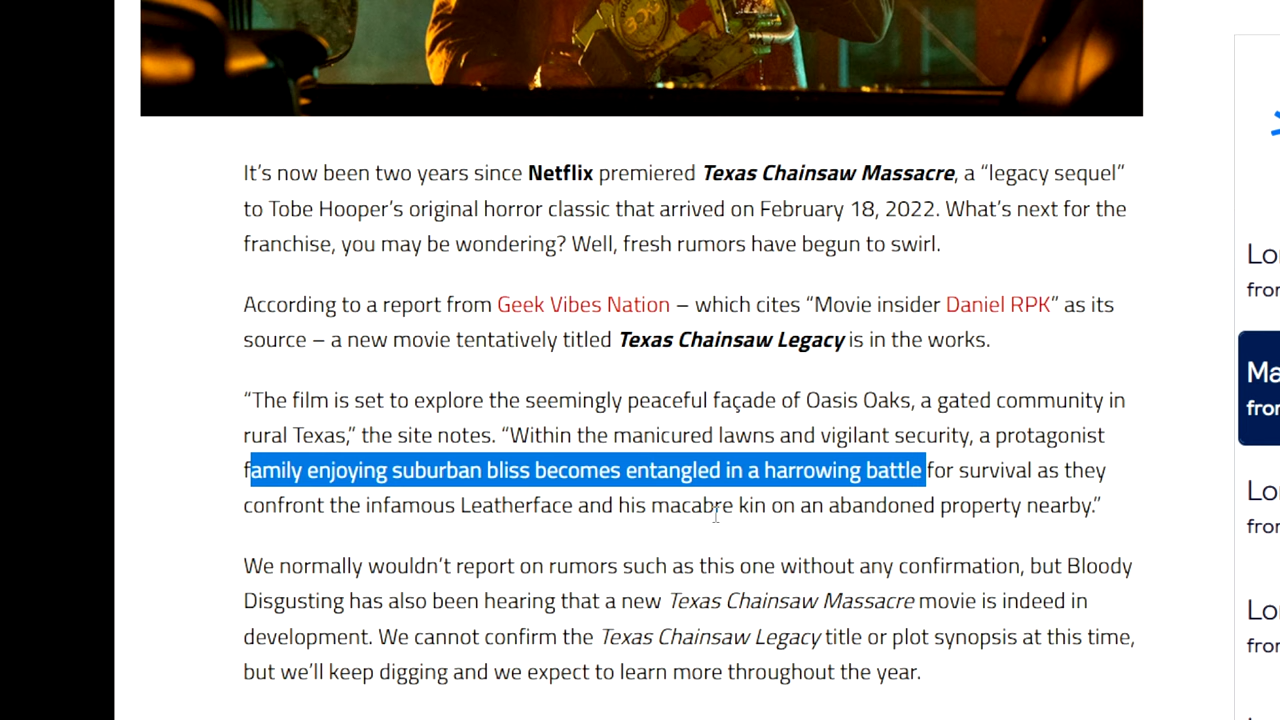 It’s now been two years since Netflix premiered Texas Chainsaw Massacre, a “legacy sequel”
to Tobe Hooper’s original horror classic that arrived on February 18, 2022. What’s next for the
franchise, you may be wondering? Well, fresh rumors have begun to swirl.
According to a report from Geek Vibes Nation – which cites “Movie insider Daniel RPK” as its
source – a new movie tentatively titled Texas Chainsaw Legacy is in the works.
“The film is set to explore the seemingly peaceful façade of Oasis Oaks, a gated community in
rural Texas,” the site notes. “Within the manicured lawns and vigilant security, a protagonist
family enjoying suburban bliss becomes entangled in a harrowing battle for survival as they
confront the infamous Leatherface and his macabre kin on an abandoned property nearby.”
We normally wouldn’t report on rumors such as this one without any confirmation, but Bloody
Disgusting has also been hearing that a new Texas Chainsaw Massacre movie is indeed in
development. We cannot confirm the Texas Chainsaw Legacy title or plot synopsis at this time,
but we’ll keep digging and we expect to learn more throughout the year.